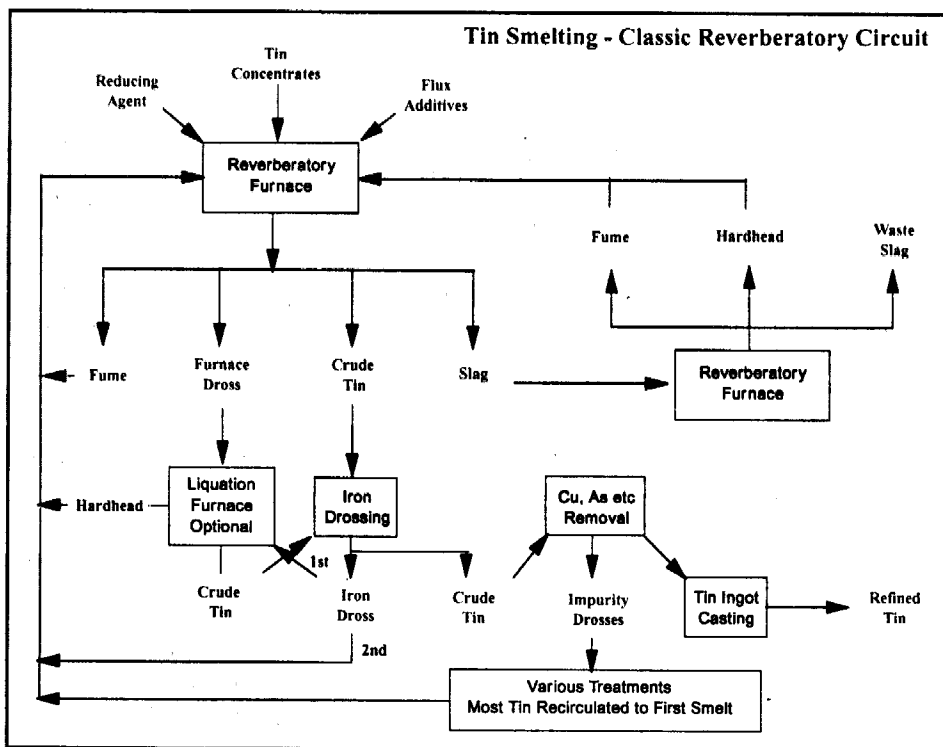 Tin Smelting - Classic Reverberatory Circuit
Tin
Concentrates
Reducing
Agent
Flux
Additives
Reverberatory
Furnace
Fume
Hardhead
Waste
Slag
Fume
Furnace
Dross
Crude
Tin
Slag
Reverberatory
Furnace
Hardhead
Liquation
Furnace
Optional
Iron
Drossing
Cu, As etc
Removal
1st
Crude
Tin
Iron
Dross
Crude
Tin
Impurity
Drosses
Tin Ingot
Casting
Refined
Tin
2nd
Various Treatments
Most Tin Recirculated to First Smelt